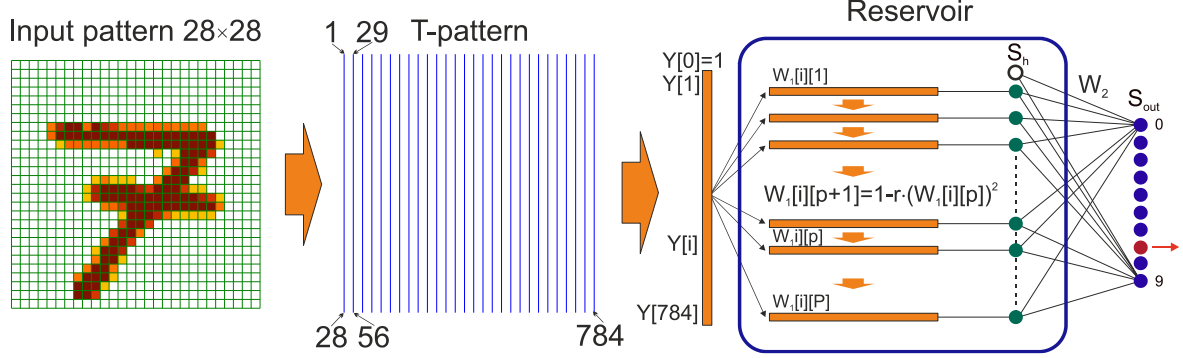 Input pattern 28×28
1 29 T-pattern
28 56 784
Y[0]=1
Y[1]
Y[i]
Y[784]
Reservoir
W₁[i][1]
W₁[i][p+1]=1-r·(W₁[i][p])²
W₁i][p]
W₁[i][P]
Sₕ
W₂
Sₒᵤₜ
0
9